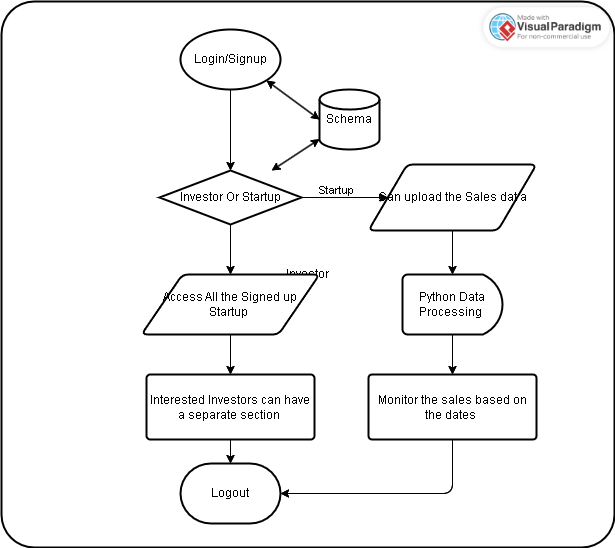 Made with
VisualParadigm
For non-commercial use
Login/Signup
Schema
Investor Or Startup
Startup
Can upload the Sales data
Investor
Access All the Signed up
Startup
Python Data
Processing
Interested Investors can have
a separate section
Monitor the sales based on
the dates
Logout